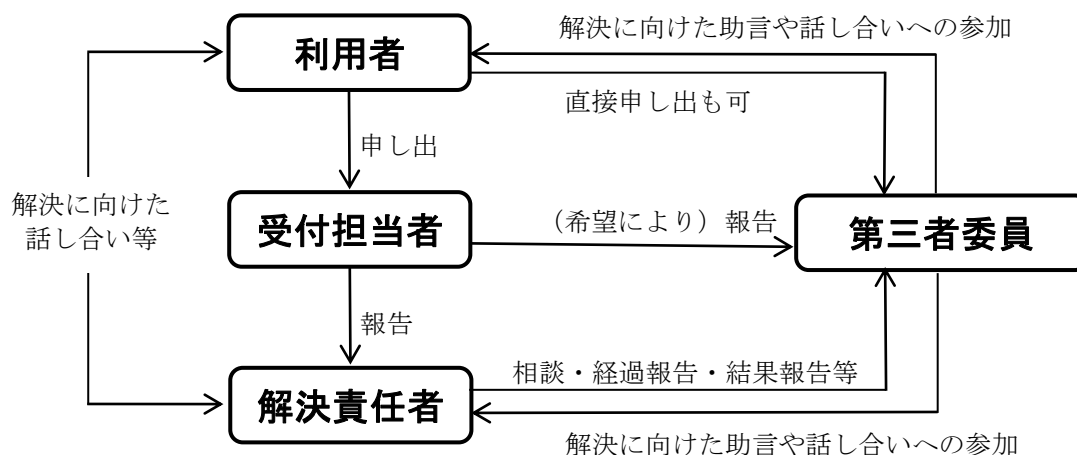 解決に向けた助言や話し合いへの参加
利用者
直接申し出も可
申し出
解決に向けた
話し合い等
受付担当者
（希望により）報告
第三者委員
報告
相談・経過報告・結果報告等
解決責任者
解決に向けた助言や話し合いへの参加